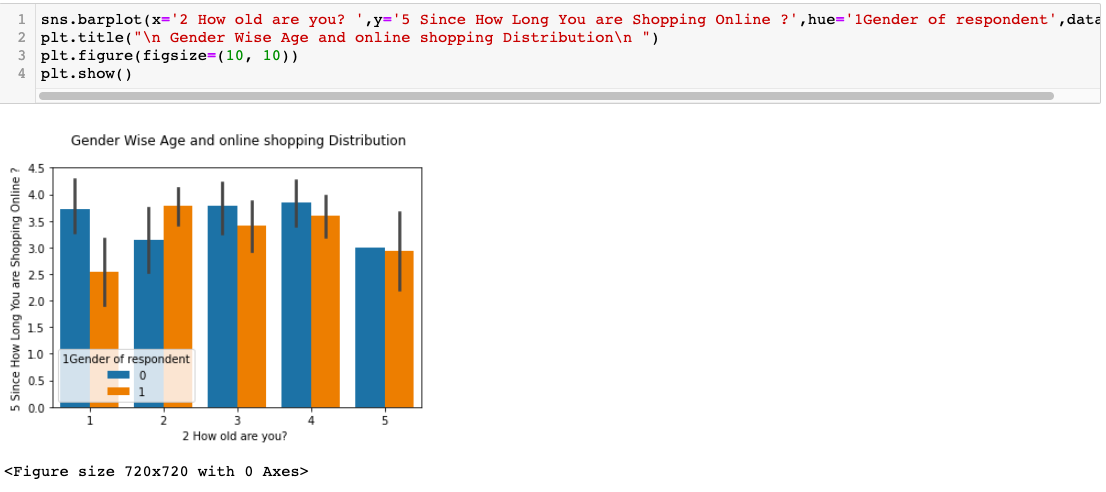 1 sns.barplot(x='2 How old are you? ',y='5 Since How Long You are Shopping Online ?',hue='1Gender of respondent',data
2 plt.title("\n Gender Wise Age and online shopping Distribution\n ")
3 plt.figure(figsize=(10, 10))
4 plt.show()
Gender Wise Age and online shopping Distribution
5 Since How Long You are Shopping Online ?
4.5
4.0
3.5
3.0
2.5
2.0
1.5
1.0
0.5
0.0
1Gender of respondent
0
1
1 2 3 4 5
2 How old are you?
<Figure size 720x720 with 0 Axes>